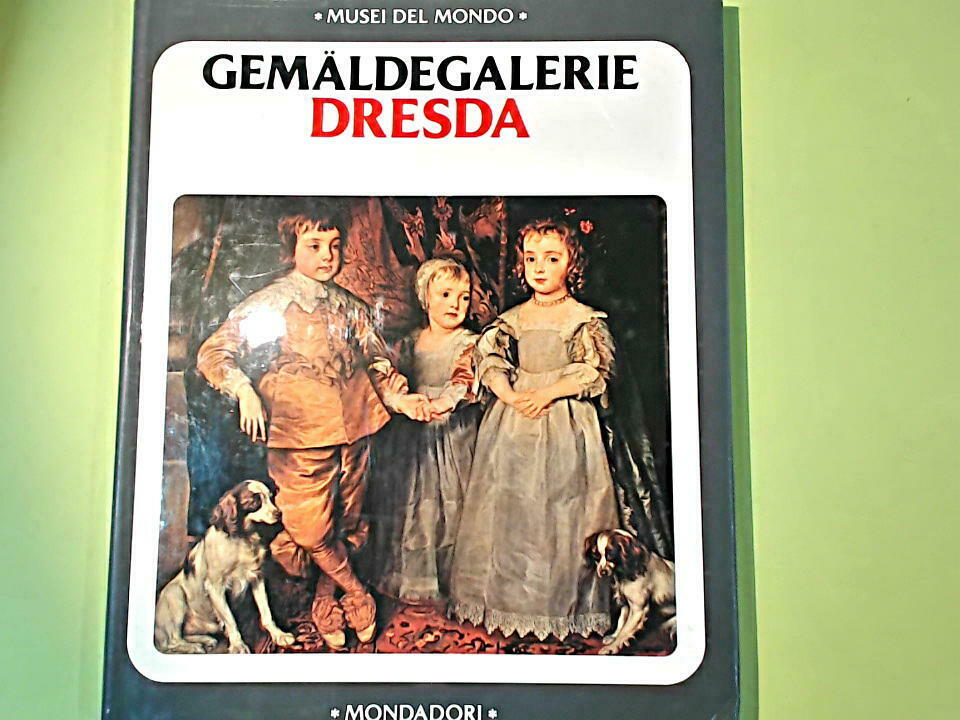 * MUSEI DEL MONDO *
GEMÄLDEGALERIE
DRESDA
* MONDADORI *